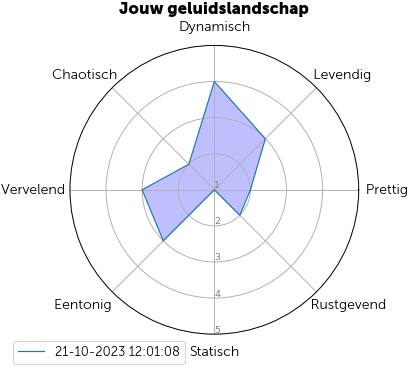 Jouw geluidslandschap
Dynamisch
Chaotisch
Levendig
Vervelend
1
Prettig
2
3
4
Eentonig
Rustgevend
5
21-10-2023 12:01:08
Statisch